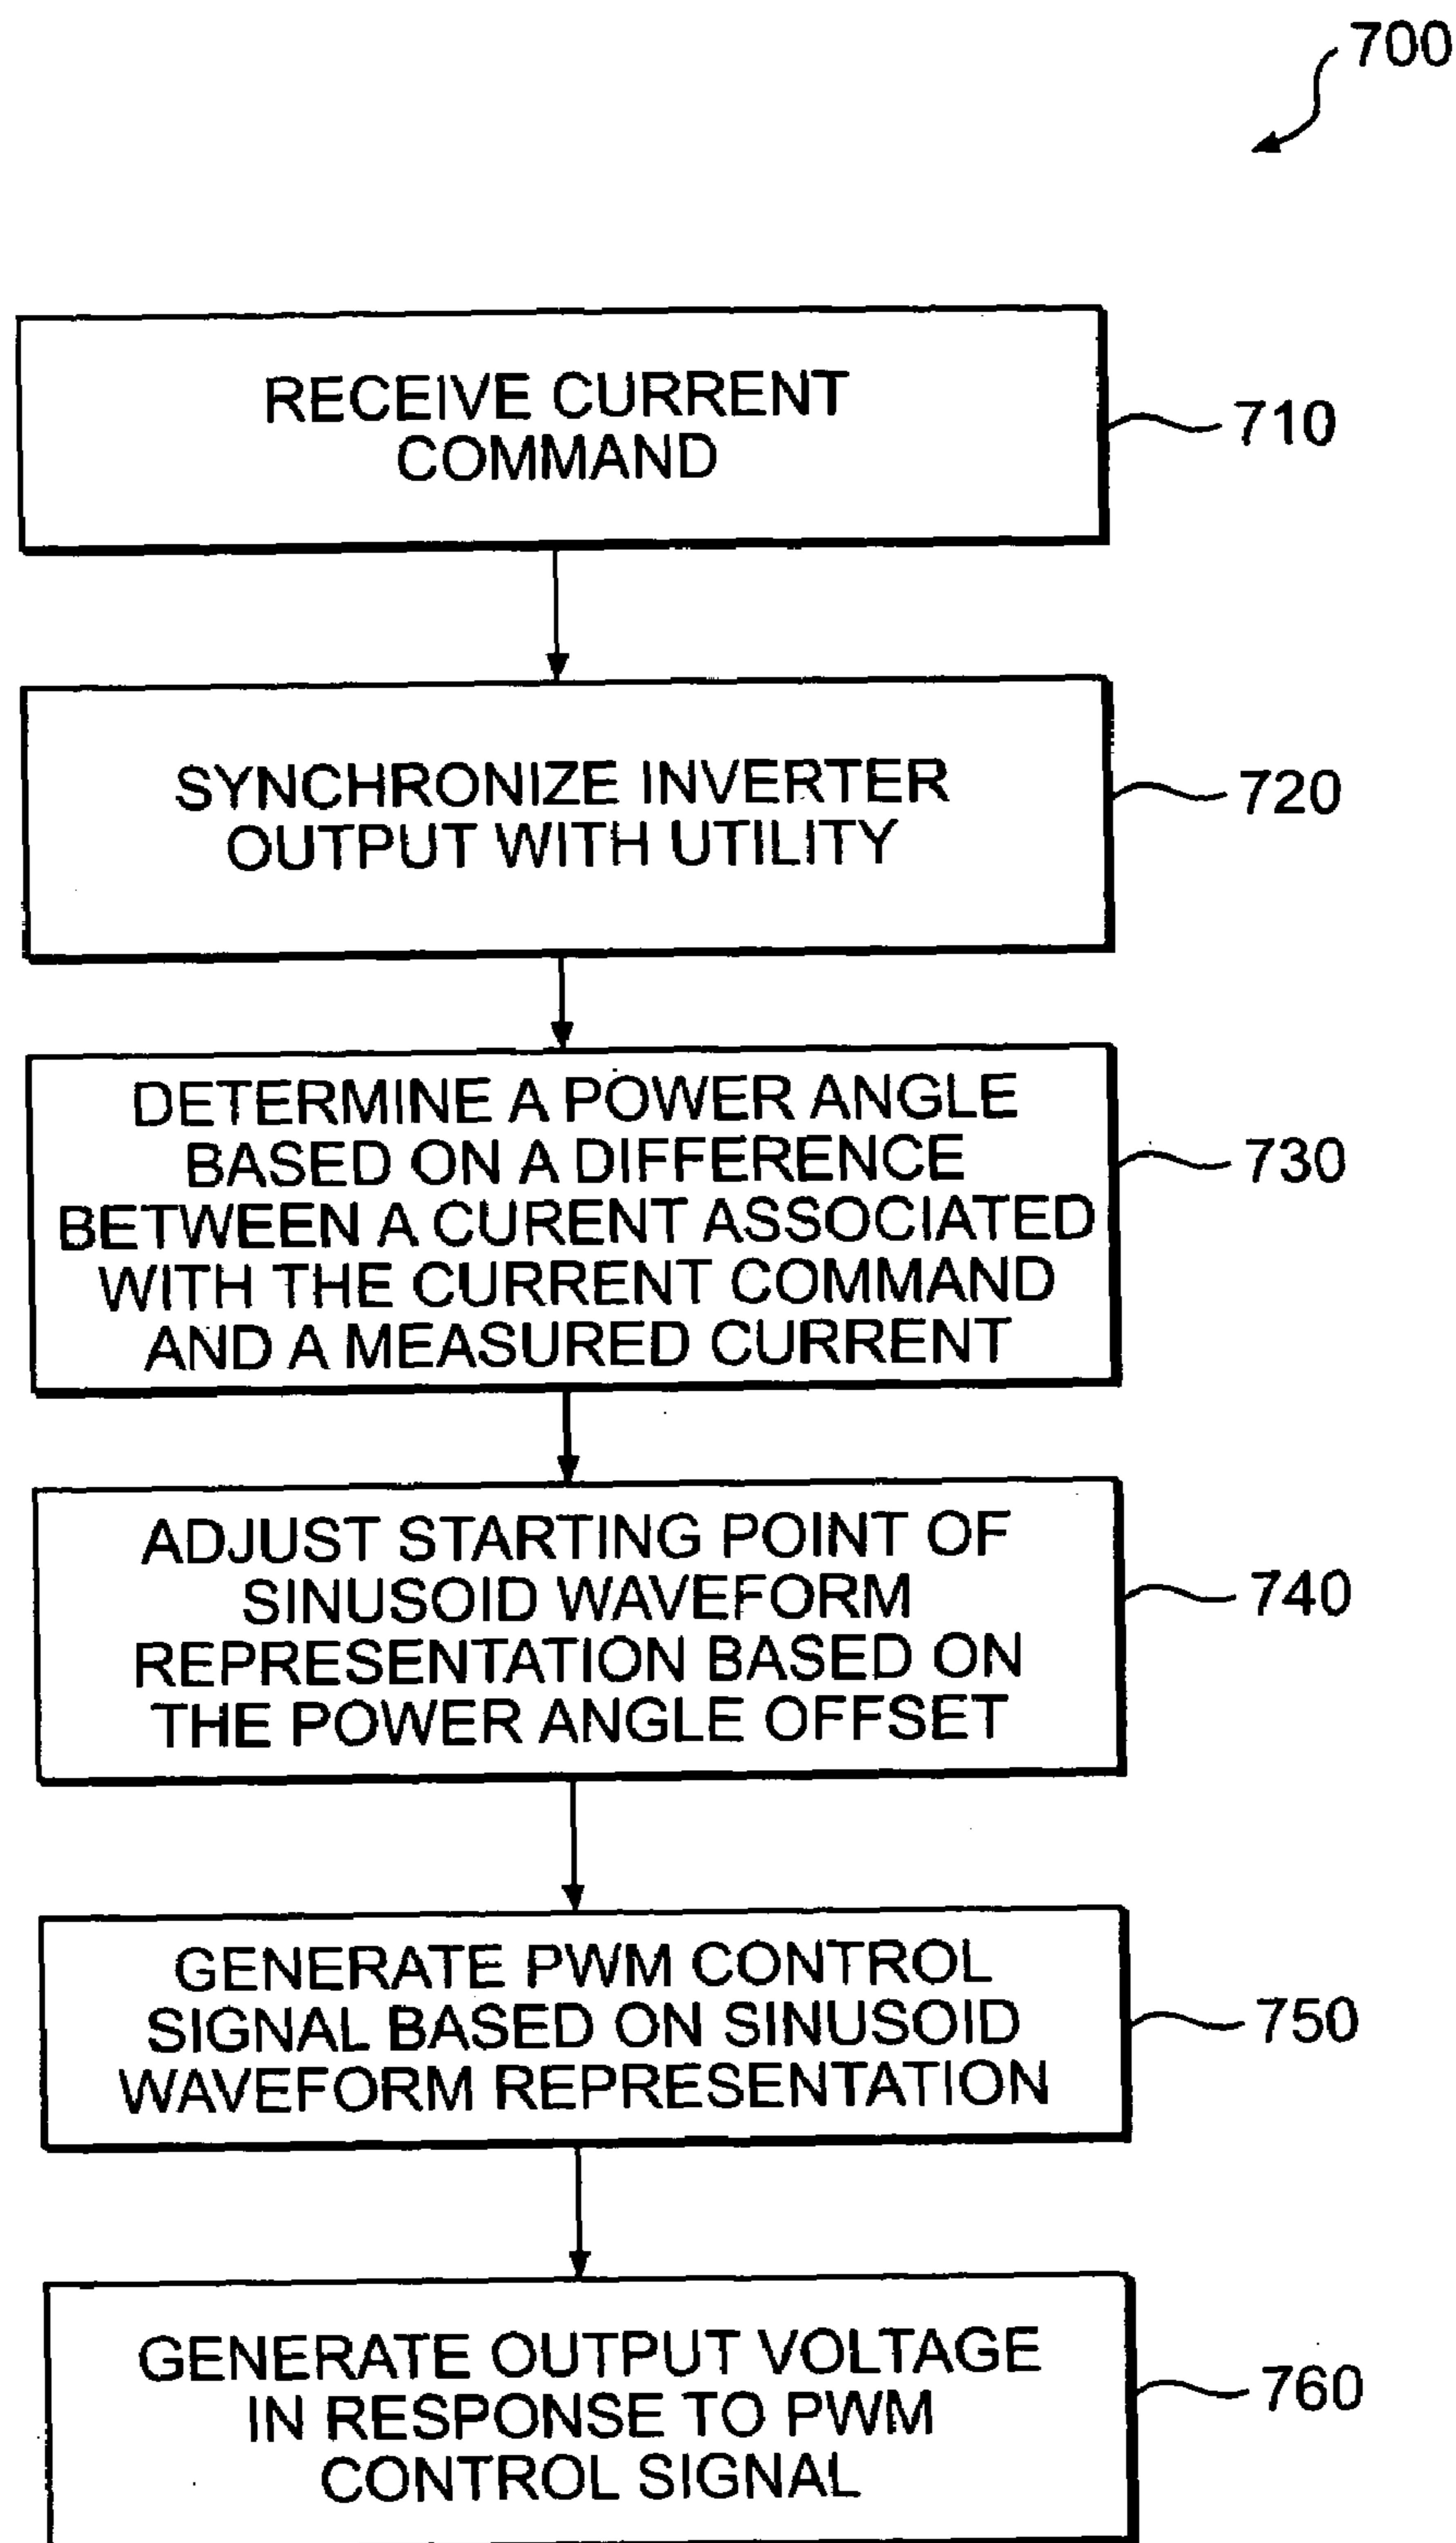 700
RECEIVE CURRENT
COMMAND
710
SYNCHRONIZE INVERTER
OUTPUT WITH UTILITY
720
DETERMINE A POWER ANGLE
BASED ON A DIFFERENCE
BETWEEN A CURENT ASSOCIATED
WITH THE CURRENT COMMAND
AND A MEASURED CURRENT
730
ADJUST STARTING POINT OF
SINUSOID WAVEFORM
REPRESENTATION BASED ON
THE POWER ANGLE OFFSET
740
GENERATE PWM CONTROL
SIGNAL BASED ON SINUSOID
WAVEFORM REPRESENTATION
750
GENERATE OUTPUT VOLTAGE
IN RESPONSE TO PWM
CONTROL SIGNAL
760